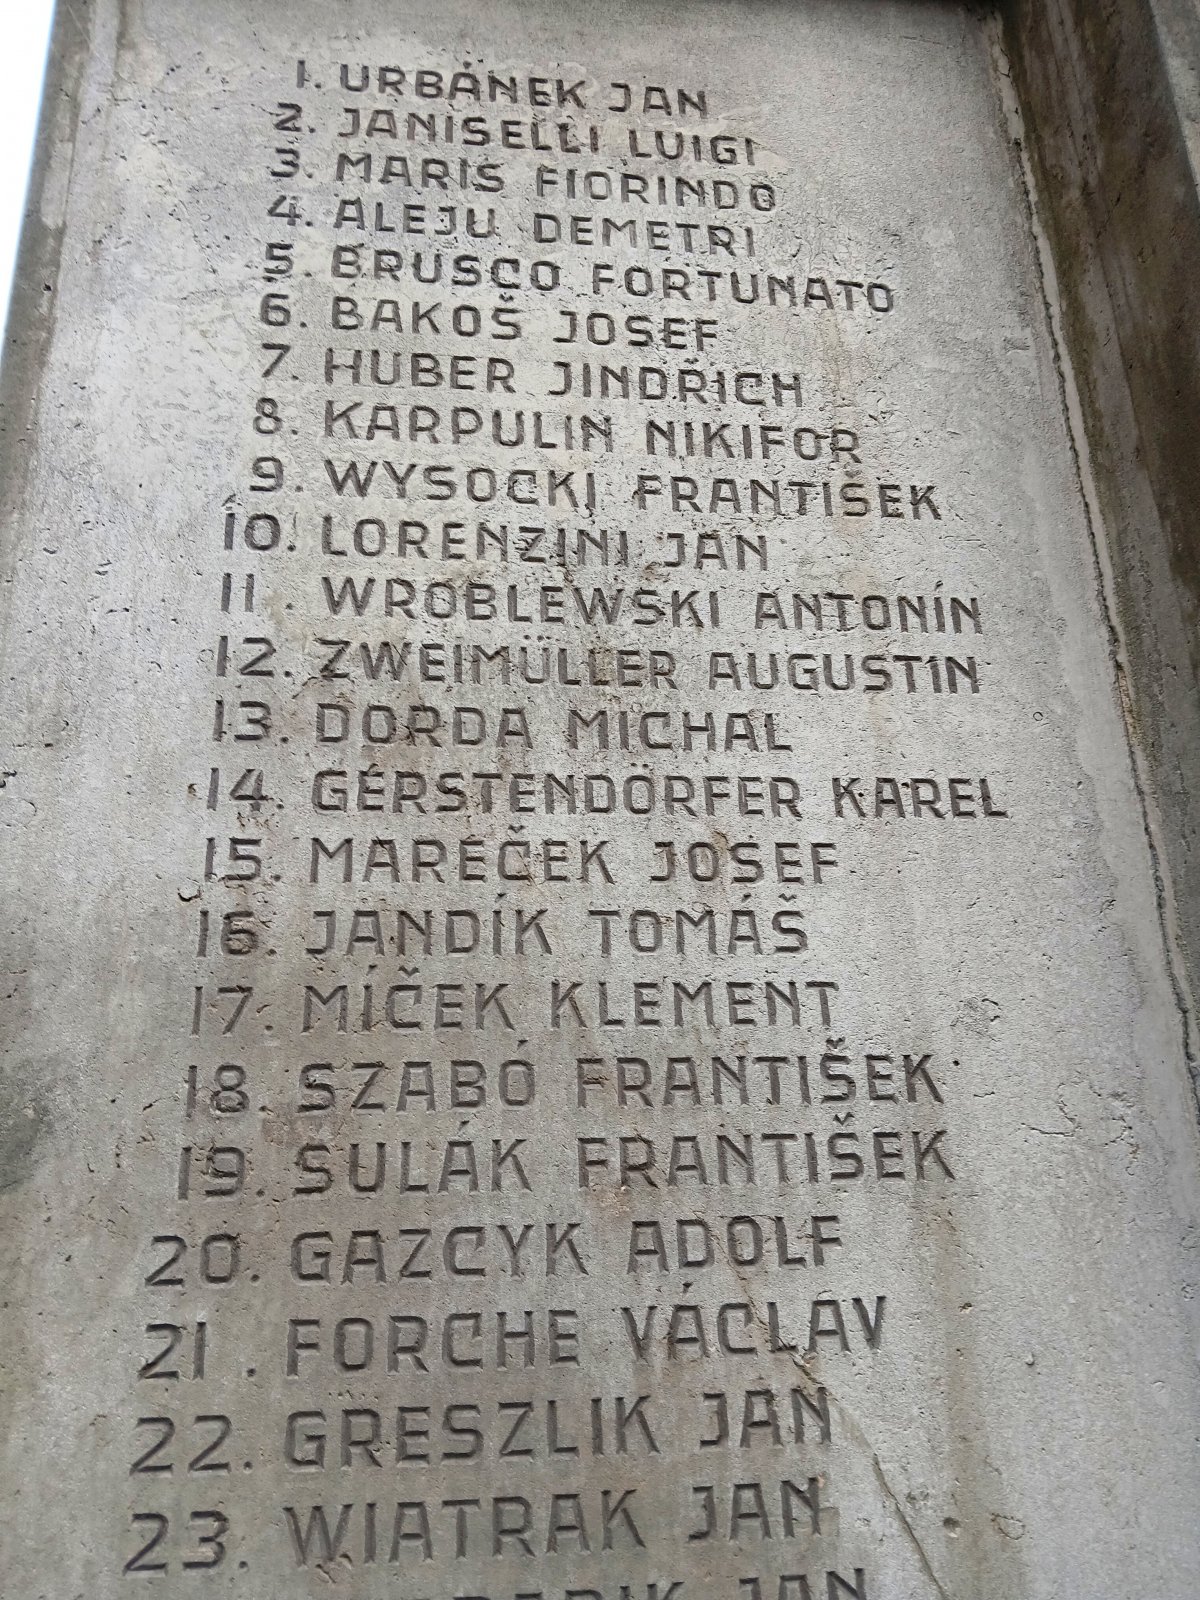 1. URBÁNEK JAN
2. JANISELLI LUIGI
3. MARIS FIORINDO
4. ALEJU DEMETRI
5. BRUSCO FORTUNATO
6. BAKOŠ JOSEF
7. HUBER JINDŘICH
8. KARPULIN NIKIFOR
9. WYSOCKI FRANTIŠEK
10. LORENZINI JAN
11. WROBLEWSKI ANTONÍN
12. ZWEIMÜLLER AUGUSTIN
13. DORDA MICHAL
14. GERSTENDÖRFER KAREL
15. MAREČEK JOSEF
16. JANDÍK TOMÁŠ
17. MÍČEK KLEMENT
18. SZABÓ FRANTIŠEK
19. SULÁK FRANTIŠEK
20. GAZCYK ADOLF
21. FORCHE VÁCLAV
22. GRESZLIK JAN
23. WIATRAK JAN
JAN